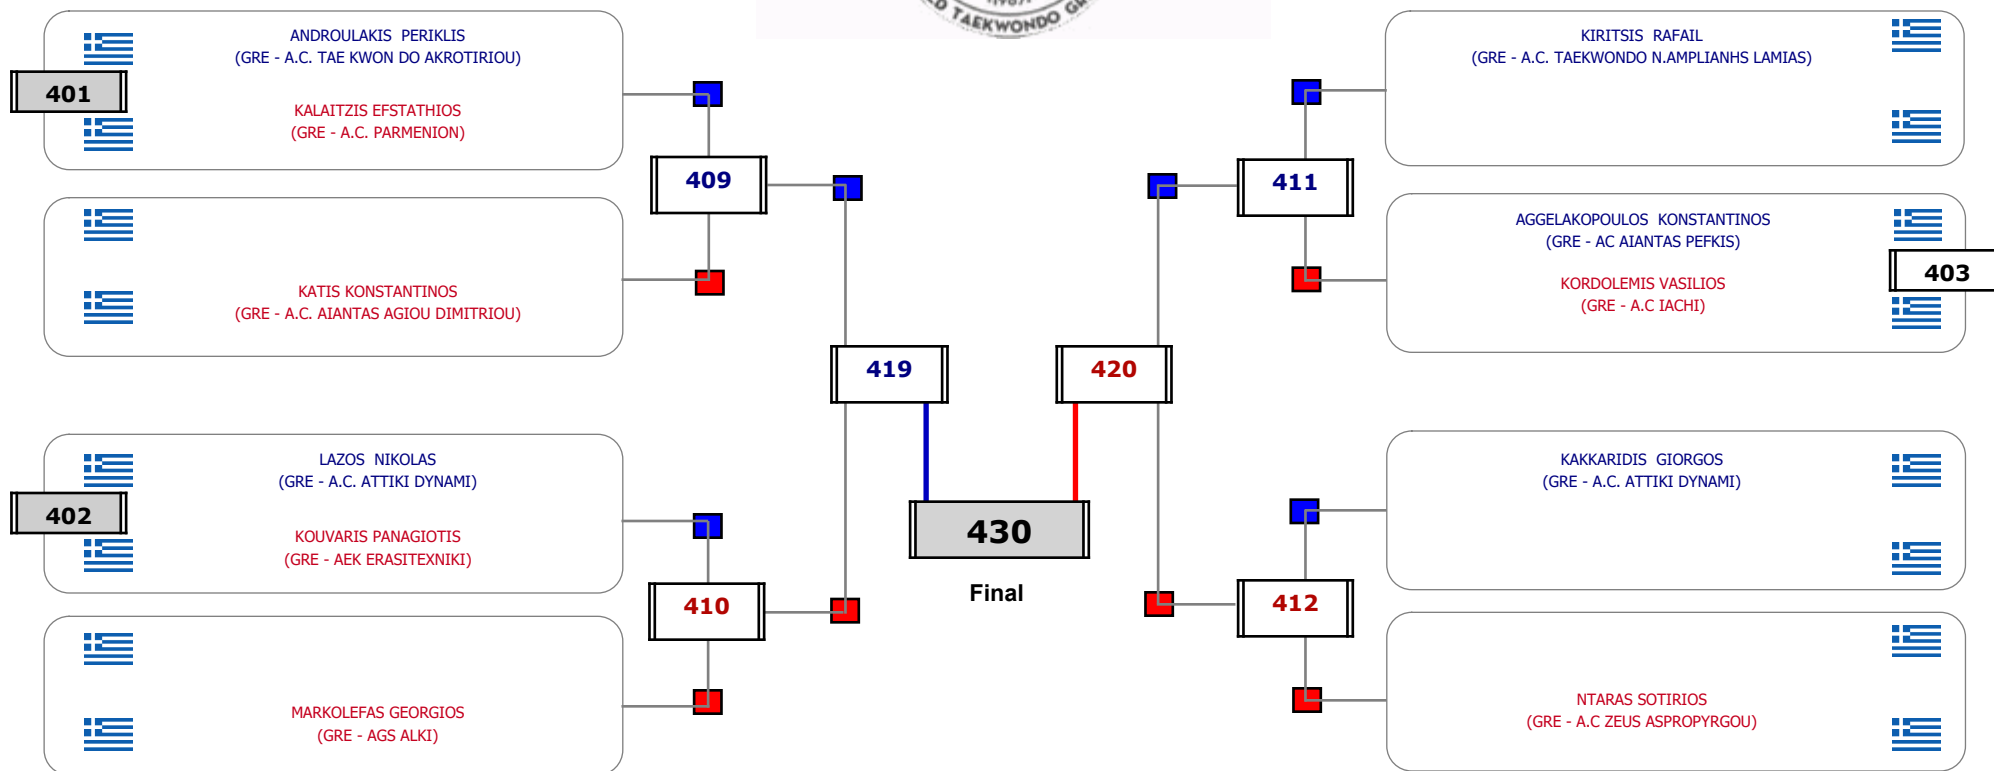 TAEKWONDO
ANDROULAKIS PERIKLIS
(GRE - A.C. TAE KWON DO AKROTIRIOU)
401
KALAITZIS EFSTATHIOS
(GRE - A.C. PARMENION)
409
KATIS KONSTANTINOS
(GRE - A.C. AIANTAS AGIOU DIMITRIOU)
419
LAZOS NIKOLAS
(GRE - A.C. ATTIKI DYNAMI)
402
KOUVARIS PANAGIOTIS
(GRE - AEK ERASITEXNIKI)
410
MARKOLEFAS GEORGIOS
(GRE - AGS ALKI)
430
Final
KIRITSIS RAFAIL
(GRE - A.C. TAEKWONDO N.AMPLIANHS LAMIAS)
411
AGGELAKOPOULOS KONSTANTINOS
(GRE - AC AIANTAS PEFKIS)
403
KORDOLEMIS VASILIOS
(GRE - A.C IACHI)
420
KAKKARIDIS GIORGOS
(GRE - A.C. ATTIKI DYNAMI)
412
NTARAS SOTIRIOS
(GRE - A.C ZEUS ASPROPYRGOU)